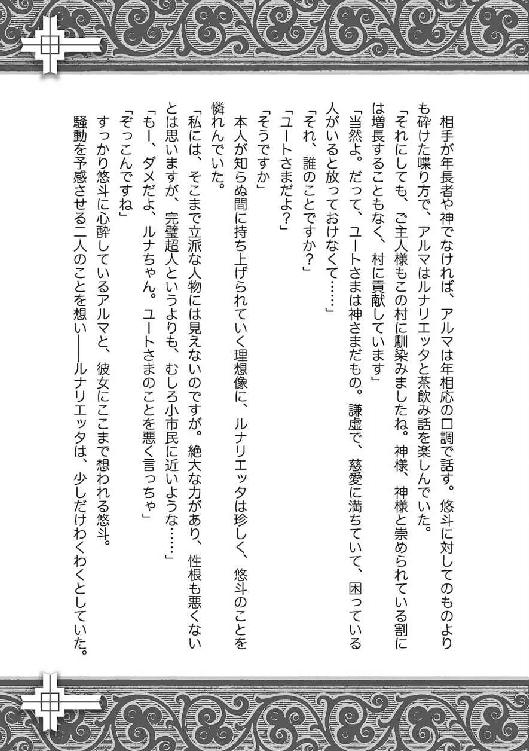 相手が年長者や神でなければ、アルマは年相応の口調で話す。悠斗に対してのものより
も砕けた喋り方で、アルマはルナリエッタと茶飲み話を楽しんでいた。
「それにしても、ご主人様もこの村に馴染みましたね。神様、神様と崇められている割に
は増長することもなく、村に貢献しています」
「当然よ。だって、ユートさまは神さまだもの。謙虚で、慈愛に満ちていて、困っている
人がいると放っておけなくて……」
「それ、誰のことですか？」
「ユートさまだよ？」
「そうですか」
本人が知らぬ間に持ち上げられていく理想像に、ルナリエッタは珍しく、悠斗のことを
憐れんでいた。
「私には、そこまで立派な人物には見えないのですが。絶大な力があり、性根も悪くない
とは思いますが、完璧超人というよりも、むしろ小市民に近いような……」
「もー、ダメだよ、ルナちゃん。ユートさまのことを悪く言っちゃ」
「ぞっこんですね」
すっかり悠斗に心酔しているアルマと、彼女にここまで想われる悠斗。
騒動を予感させる二人のことを想い――ルナリエッタは、少しだけわくわくとしていた。